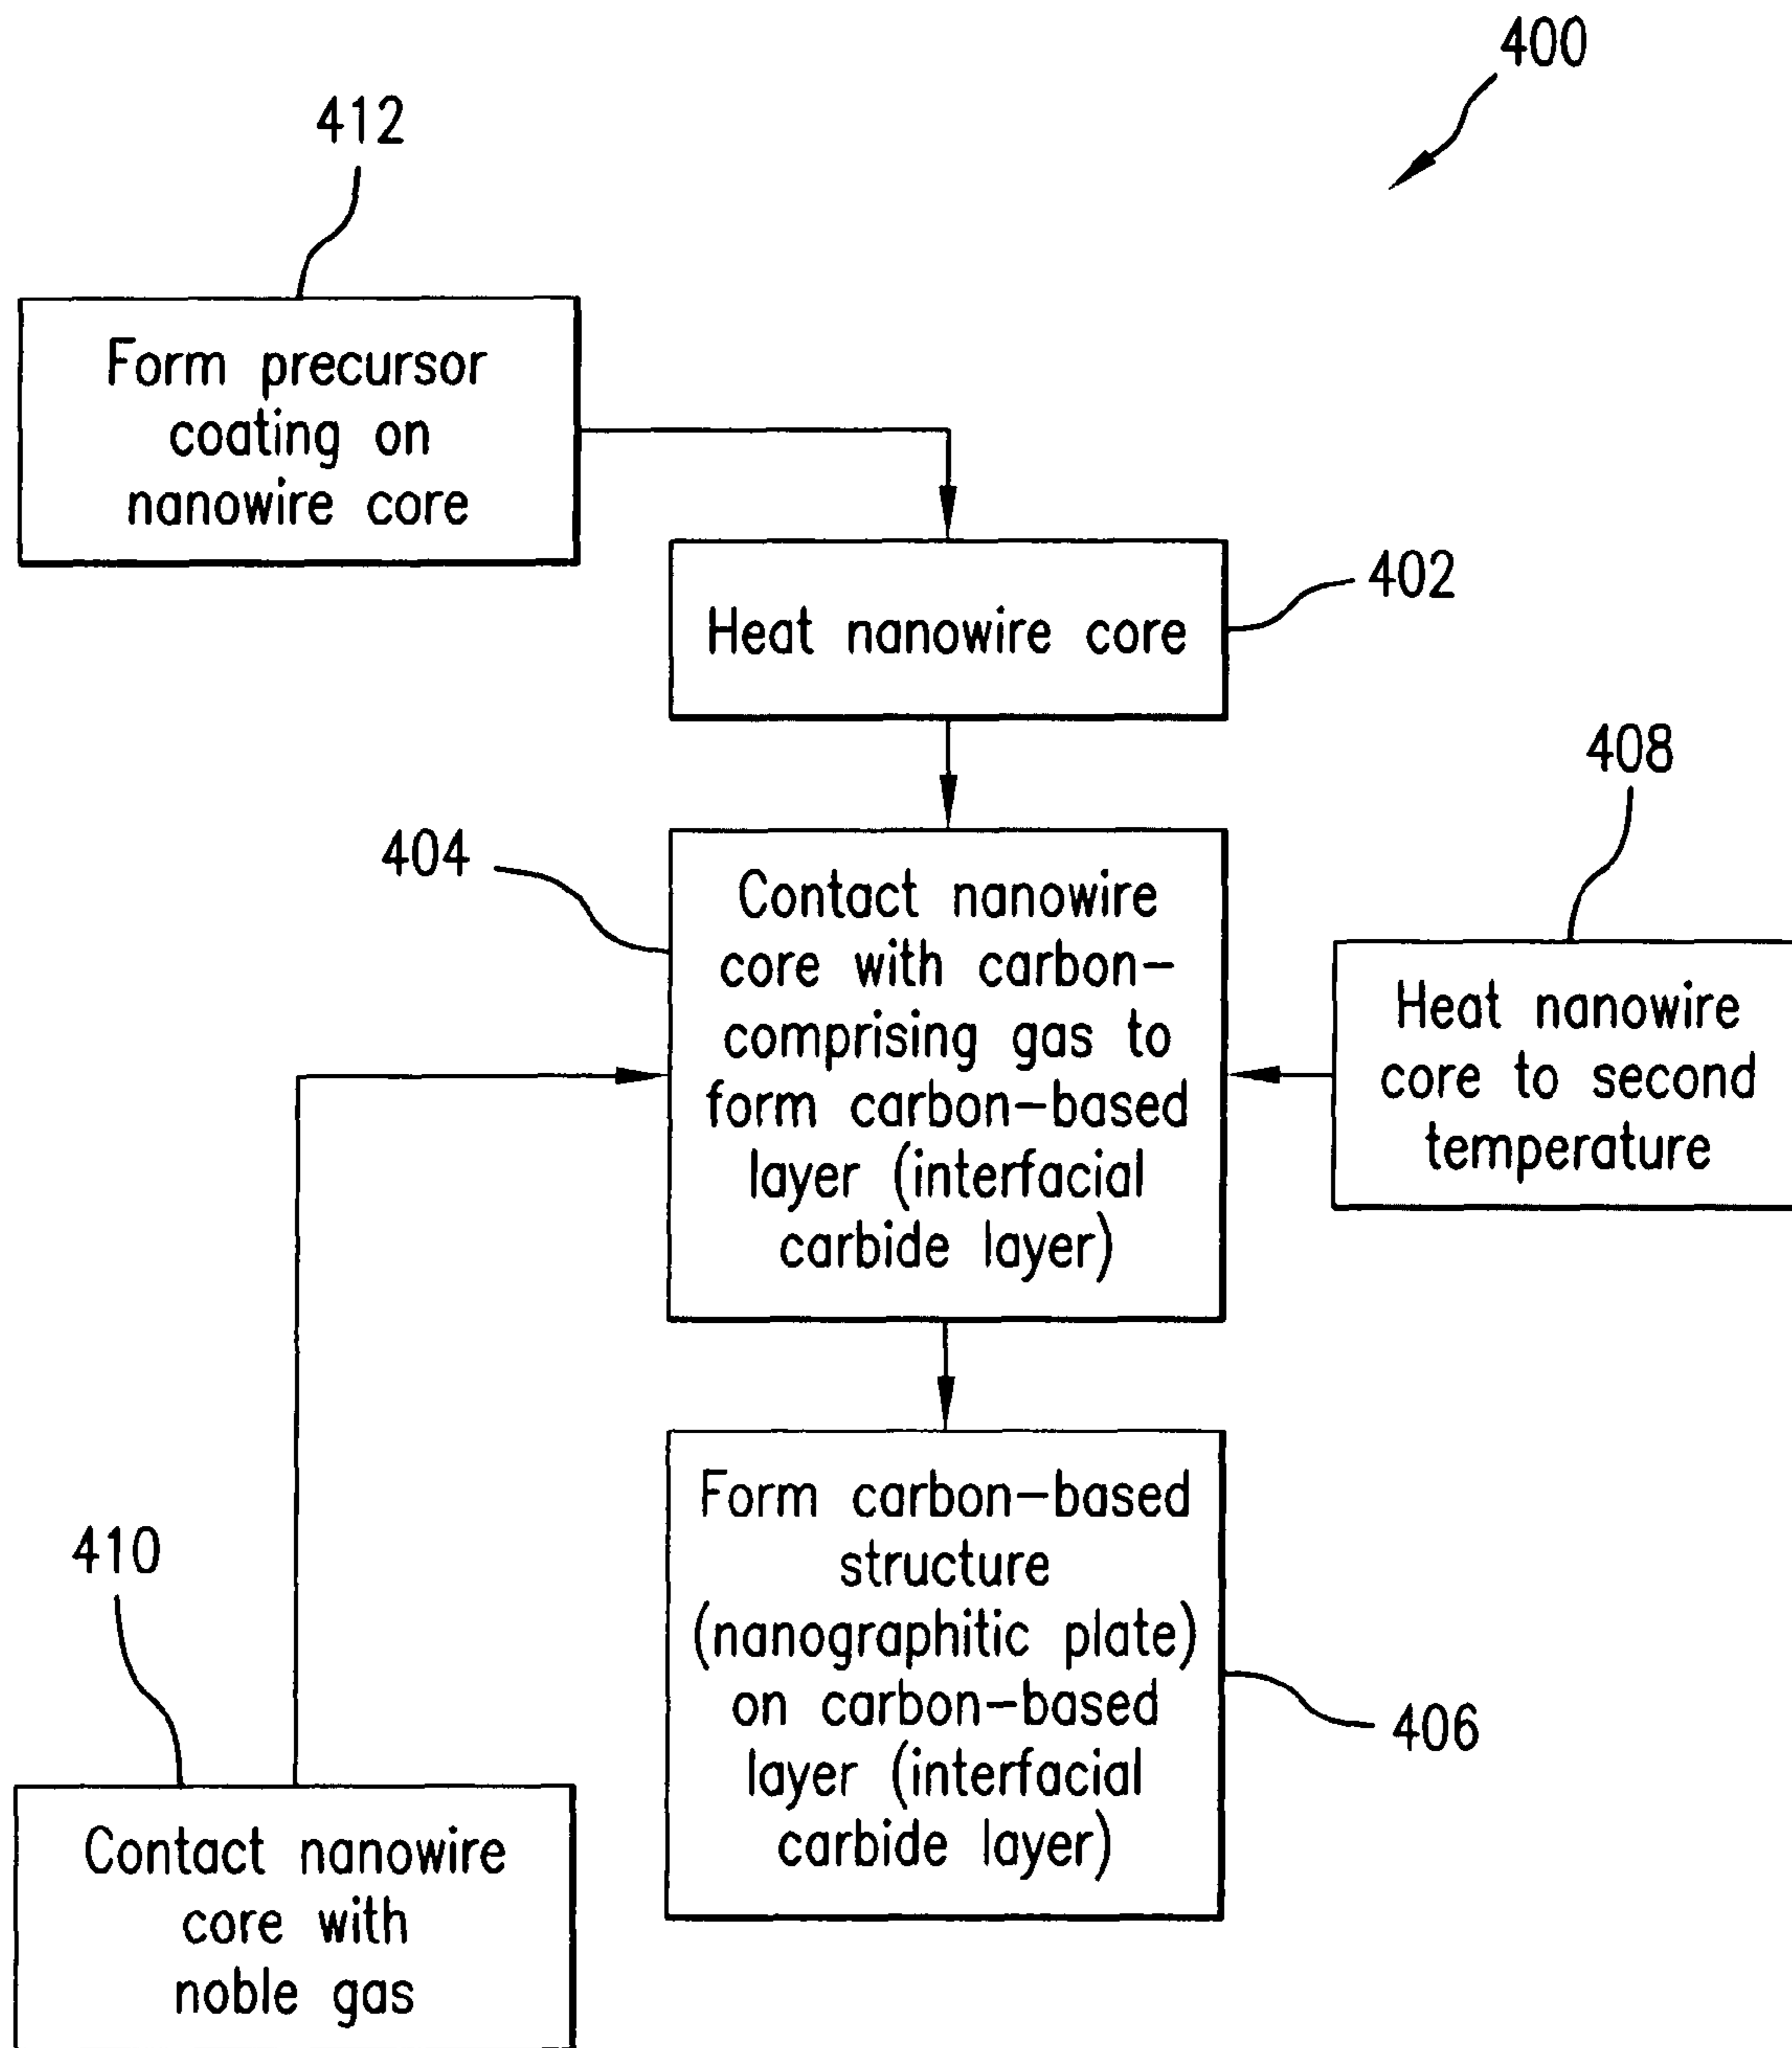 400
412
Form precursor
coating on
nanowire core
402
Heat nanowire core
408
404
Contact nanowire
core with carbon-
comprising gas to
form carbon-based
layer (interfacial
carbide layer)
Heat nanowire
core to second
temperature
410
Form carbon-based
structure
(nanographitic plate)
on carbon-based
layer (interfacial
carbide layer)
406
Contact nanowire
core with
noble gas